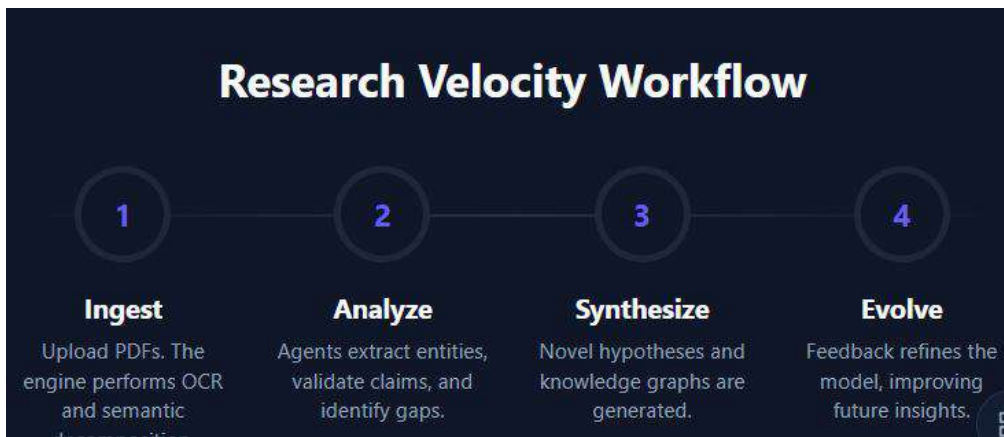 Research Velocity Workflow
1
2
3
4
Ingest
Analyze
Synthesize
Evolve
Upload PDFs. The
engine performs OCR
and semantic
Agents extract entities,
validate claims, and
identify gaps.
Novel hypotheses and
knowledge graphs are
generated.
Feedback refines the
model, improving
future insights.